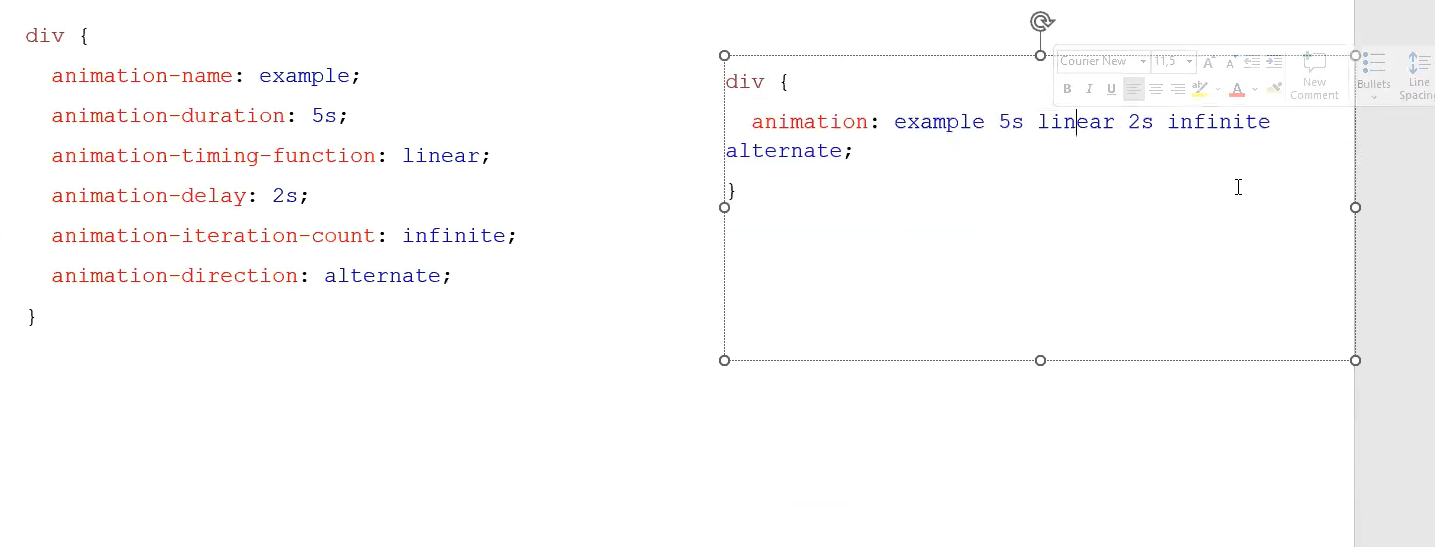 div {
animation-name: example;
animation-duration: 5s;
animation-timing-function: linear;
animation-delay: 2s;
animation-iteration-count: infinite;
animation-direction: alternate;
}
Courier New 11,5 A A
B I U A
New
Comment
Bullets
Line
Spacing
div {
animation: example 5s linear 2s infinite
alternate;
}